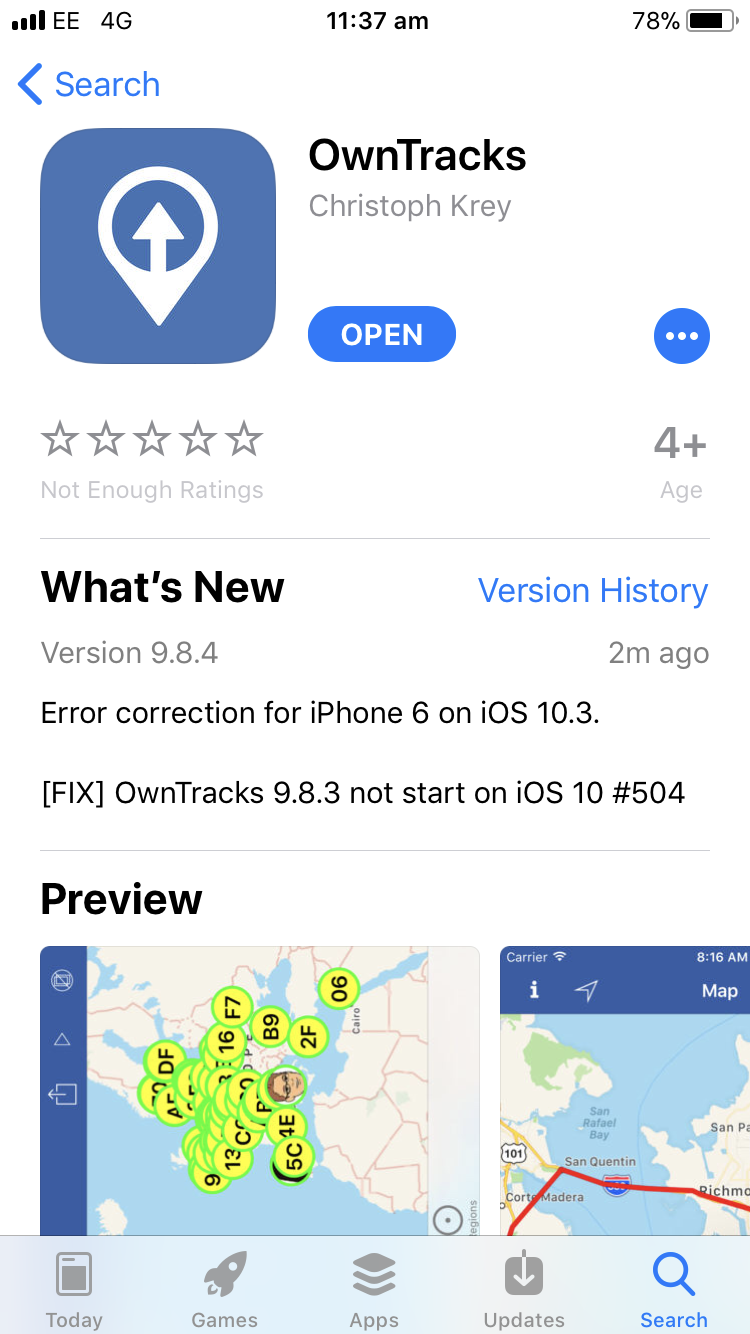 EE 4G 11:37 am 78%
Search
OwnTracks
Christoph Krey
OPEN
Not Enough Ratings
4+
Age
What's New Version History
Version 9.8.4 2m ago
Error correction for iPhone 6 on iOS 10.3.
[FIX] OwnTracks 9.8.3 not start on iOS 10 #504
Preview
06
F7
B9
2F
16
Cairo
DF
4E
5C
13
9
Carrier 8:16 AM
i Map
San
Rafael
Bay
San Pa
101
San Quentin
Richmo
Corte Madera
Today Games Apps Updates Search